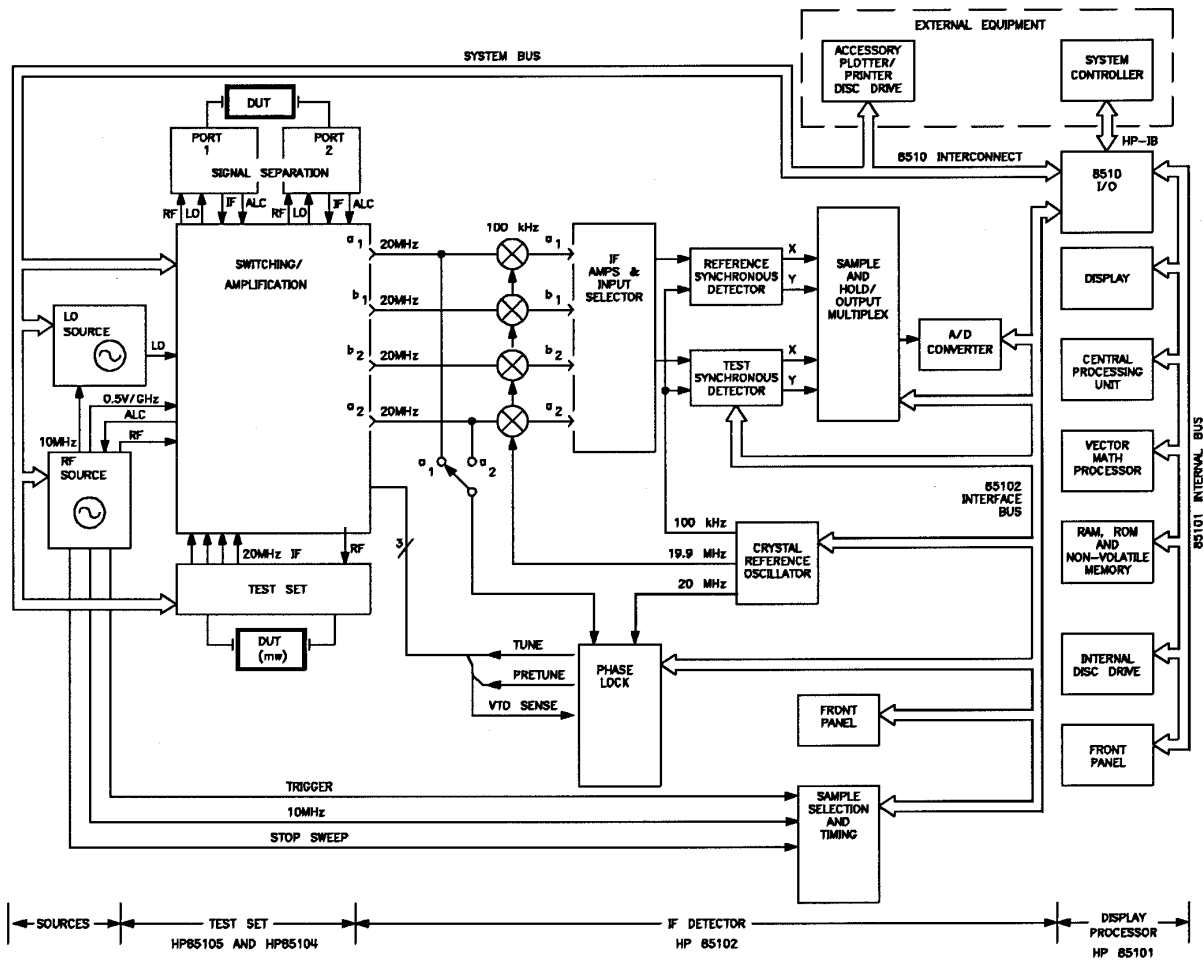 EXTERNAL EQUIPMENT
ACCESSORY
PLOTTER/
PRINTER
DISC DRIVE
SYSTEM
CONTROLLER
SYSTEM BUS
HP-IB
8510 INTERCONNECT
8510
I/O
DUT
PORT
1
PORT
2
SIGNAL SEPARATION
RF
LO
IF
ALC
RF
LO
IF
ALC
SWITCHING/
AMPLIFICATION
a1
20MHz
100 kHz
a1
b1
20MHz
b1
b2
20MHz
b2
a2
20MHz
a2
IF
AMPS &
INPUT
SELECTOR
REFERENCE
SYNCHRONOUS
DETECTOR
X
Y
TEST
SYNCHRONOUS
DETECTOR
X
Y
SAMPLE
AND
HOLD/
OUTPUT
MULTIPLEX
A/D
CONVERTER
DISPLAY
CENTRAL
PROCESSING
UNIT
VECTOR
MATH
PROCESSOR
RAM, ROM
AND
NON-VOLATILE
MEMORY
INTERNAL
DISC DRIVE
FRONT
PANEL
85101 INTERNAL BUS
LO
SOURCE
LO
0.5V/GHz
ALC
10MHz
RF
RF
SOURCE
a1
a2
85102
INTERFACE
BUS
100 kHz
19.9 MHz
20 MHz
CRYSTAL
REFERENCE
OSCILLATOR
3
20MHz IF
RF
TEST SET
DUT
(mw)
TUNE
PRETUNE
VTO SENSE
PHASE
LOCK
FRONT
PANEL
TRIGGER
10MHz
STOP SWEEP
SAMPLE
SELECTION
AND
TIMING
SOURCES
TEST SET
HP85105 AND HP85104
IF DETECTOR
HP 85102
DISPLAY
PROCESSOR
HP 85101